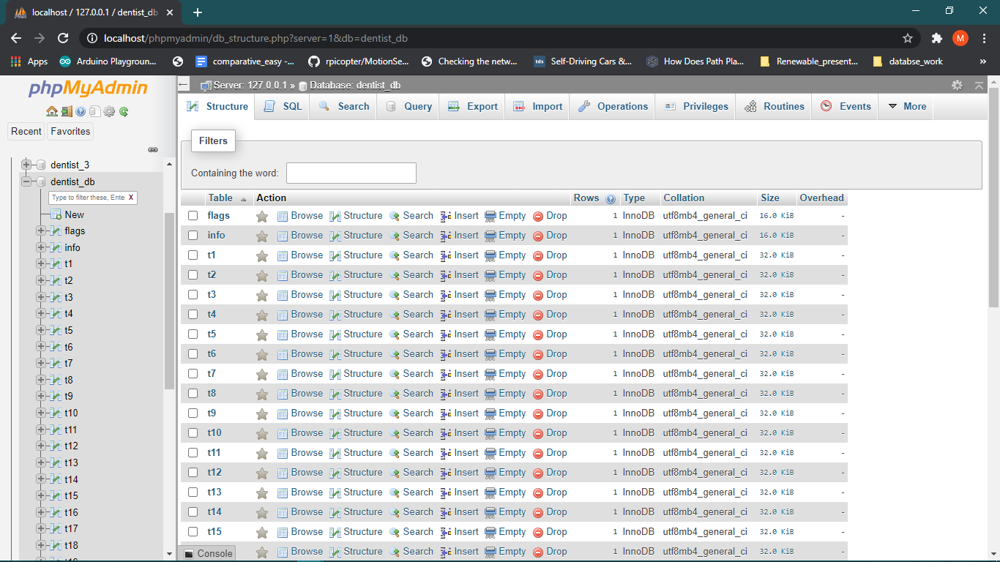 localhost / 127.0.0.1 / dentist_db
localhost/phpmyadmin/db_structure.php?server=1&db=dentist_db
M
Apps Arduino Playgroun... comparative_easy -... rpicopter/MotionSe... Checking the netw... tds Self-Driving Cars &... How Does Path Pla... Renewable_present... databse_work »
phpMyAdmin
Recent Favorites
dentist_3
dentist_db
Type to filter these, Ente X
New
flags
info
t1
t2
t3
t4
t5
t6
t7
t8
t9
t10
t11
t12
t13
t14
t15
t16
t17
t18
Server: 127.0.0.1 » Database: dentist_db
Structure SQL Search Query Export Import Operations Privileges Routines Events More
Filters
Containing the word:
Table Action Rows Type Collation Size Overhead
flags Browse Structure Search Insert Empty Drop 1 InnoDB utf8mb4_general_ci 16.0 KiB -
info Browse Structure Search Insert Empty Drop 1 InnoDB utf8mb4_general_ci 16.0 KiB -
t1 Browse Structure Search Insert Empty Drop 1 InnoDB utf8mb4_general_ci 32.0 KiB -
t2 Browse Structure Search Insert Empty Drop 1 InnoDB utf8mb4_general_ci 32.0 KiB -
t3 Browse Structure Search Insert Empty Drop 1 InnoDB utf8mb4_general_ci 32.0 KiB -
t4 Browse Structure Search Insert Empty Drop 1 InnoDB utf8mb4_general_ci 32.0 KiB -
t5 Browse Structure Search Insert Empty Drop 1 InnoDB utf8mb4_general_ci 32.0 KiB -
t6 Browse Structure Search Insert Empty Drop 1 InnoDB utf8mb4_general_ci 32.0 KiB -
t7 Browse Structure Search Insert Empty Drop 1 InnoDB utf8mb4_general_ci 32.0 KiB -
t8 Browse Structure Search Insert Empty Drop 1 InnoDB utf8mb4_general_ci 32.0 KiB -
t9 Browse Structure Search Insert Empty Drop 1 InnoDB utf8mb4_general_ci 32.0 KiB -
t10 Browse Structure Search Insert Empty Drop 1 InnoDB utf8mb4_general_ci 32.0 KiB -
t11 Browse Structure Search Insert Empty Drop 1 InnoDB utf8mb4_general_ci 32.0 KiB -
t12 Browse Structure Search Insert Empty Drop 1 InnoDB utf8mb4_general_ci 32.0 KiB -
t13 Browse Structure Search Insert Empty Drop 1 InnoDB utf8mb4_general_ci 32.0 KiB -
t14 Browse Structure Search Insert Empty Drop 1 InnoDB utf8mb4_general_ci 32.0 KiB -
t15 Browse Structure Search Insert Empty Drop 1 InnoDB utf8mb4_general_ci 32.0 KiB -
Browse Structure Search Insert Empty Drop 1 InnoDB utf8mb4_general_ci 32.0 KiB -
Console